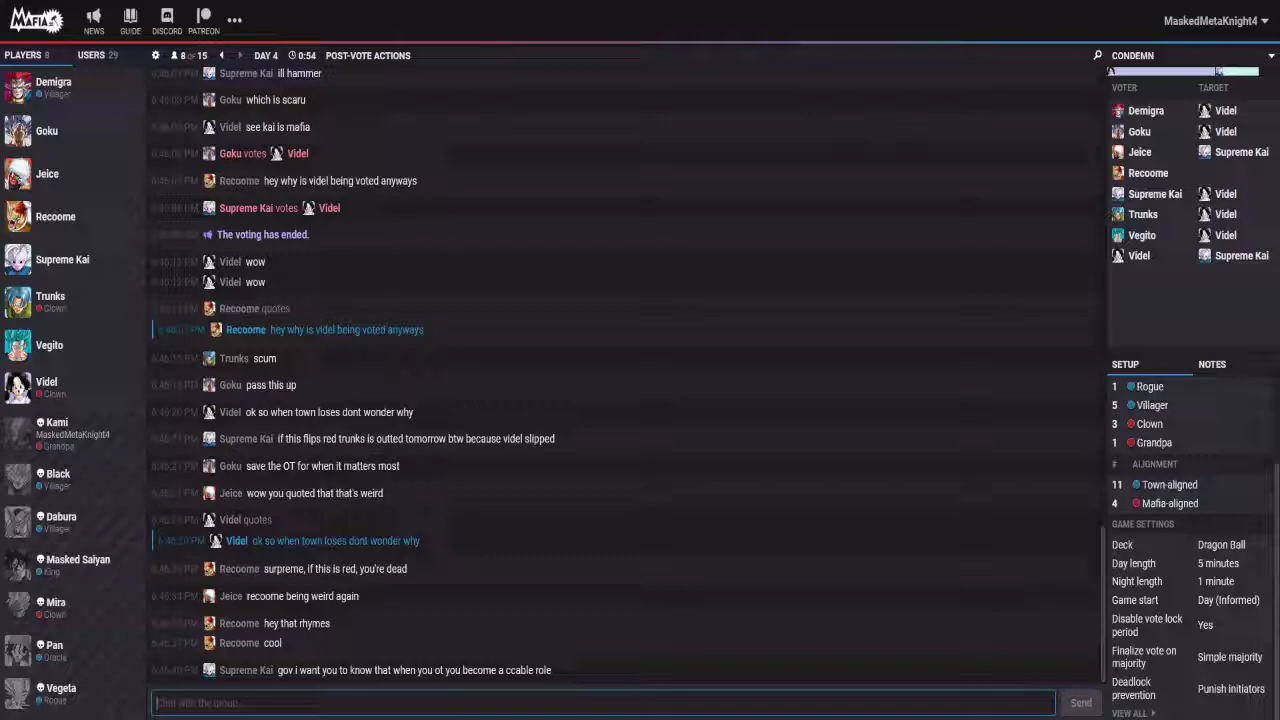 MAFIA
NEWS
GUIDE
DISCORD
PATREON
MaskedMetaKnight4
PLAYERS 8
USERS 29
8 OF 15
DAY 4
0:54
POST-VOTE ACTIONS
Demigra
Villager
Goku
Jeice
Recoome
Supreme Kai
Trunks
Clown
Vegito
Videl
Clown
Kami
MaskedMetaKnight4
Grandpa
Black
Villager
Dabura
Villager
Masked Saiyan
King
Mira
Clown
Pan
Oracle
Vegeta
Rogue
Supreme Kai ill hammer
Goku which is scaru
Videl see kai is mafia
Goku votes Videl
Recoome hey why is videl being voted anyways
Supreme Kai votes Videl
The voting has ended.
Videl wow
Videl wow
Recoome quotes
Recoome hey why is videl being voted anyways
Trunks scum
Goku pass this up
Videl ok so when town loses dont wonder why
Supreme Kai if this flips red trunks is outted tomorrow btw because videl slipped
Goku save the OT for when it matters most
Jeice wow you quoted that that's weird
Videl quotes
Videl ok so when town loses dont wonder why
Recoome surpreme, if this is red, you're dead
Jeice recoome being weird again
Recoome hey that rhymes
Recoome cool
Supreme Kai gov i want you to know that when you ot you become a ccable role
Chat with the group...
Send
CONDEMN
VOTER TARGET
Demigra Videl
Goku Videl
Jeice Supreme Kai
Recoome
Supreme Kai Videl
Trunks Videl
Vegito Videl
Videl Supreme Kai
SETUP NOTES
1 Rogue
5 Villager
3 Clown
1 Grandpa
# ALIGNMENT
11 Town-aligned
4 Mafia-aligned
GAME SETTINGS
Deck Dragon Ball
Day length 5 minutes
Night length 1 minute
Game start Day (Informed)
Disable vote lock period Yes
Finalize vote on majority Simple majority
Deadlock prevention Punish initiators
VIEW ALL